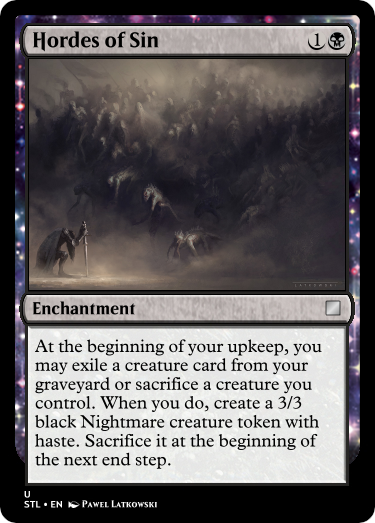 Hordes of Sin 1
LATKOWSKI
Enchantment
At the beginning of your upkeep, you
may exile a creature card from your
graveyard or sacrifice a creature you
control. When you do, create a 3/3
black Nightmare creature token with
haste. Sacrifice it at the beginning of
the next end step.
U
STL • EN Pawel Latkowski